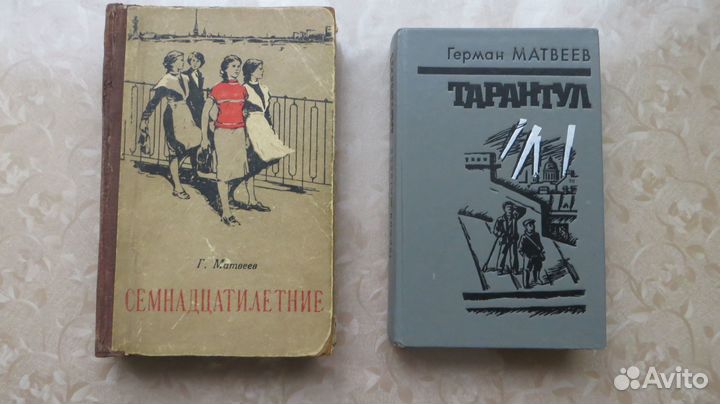 Г. Матвеев
СЕМНАДЦАТИЛЕТНИЕ
Герман МАТВЕЕВ
ТАРАНТУЛ
Avito